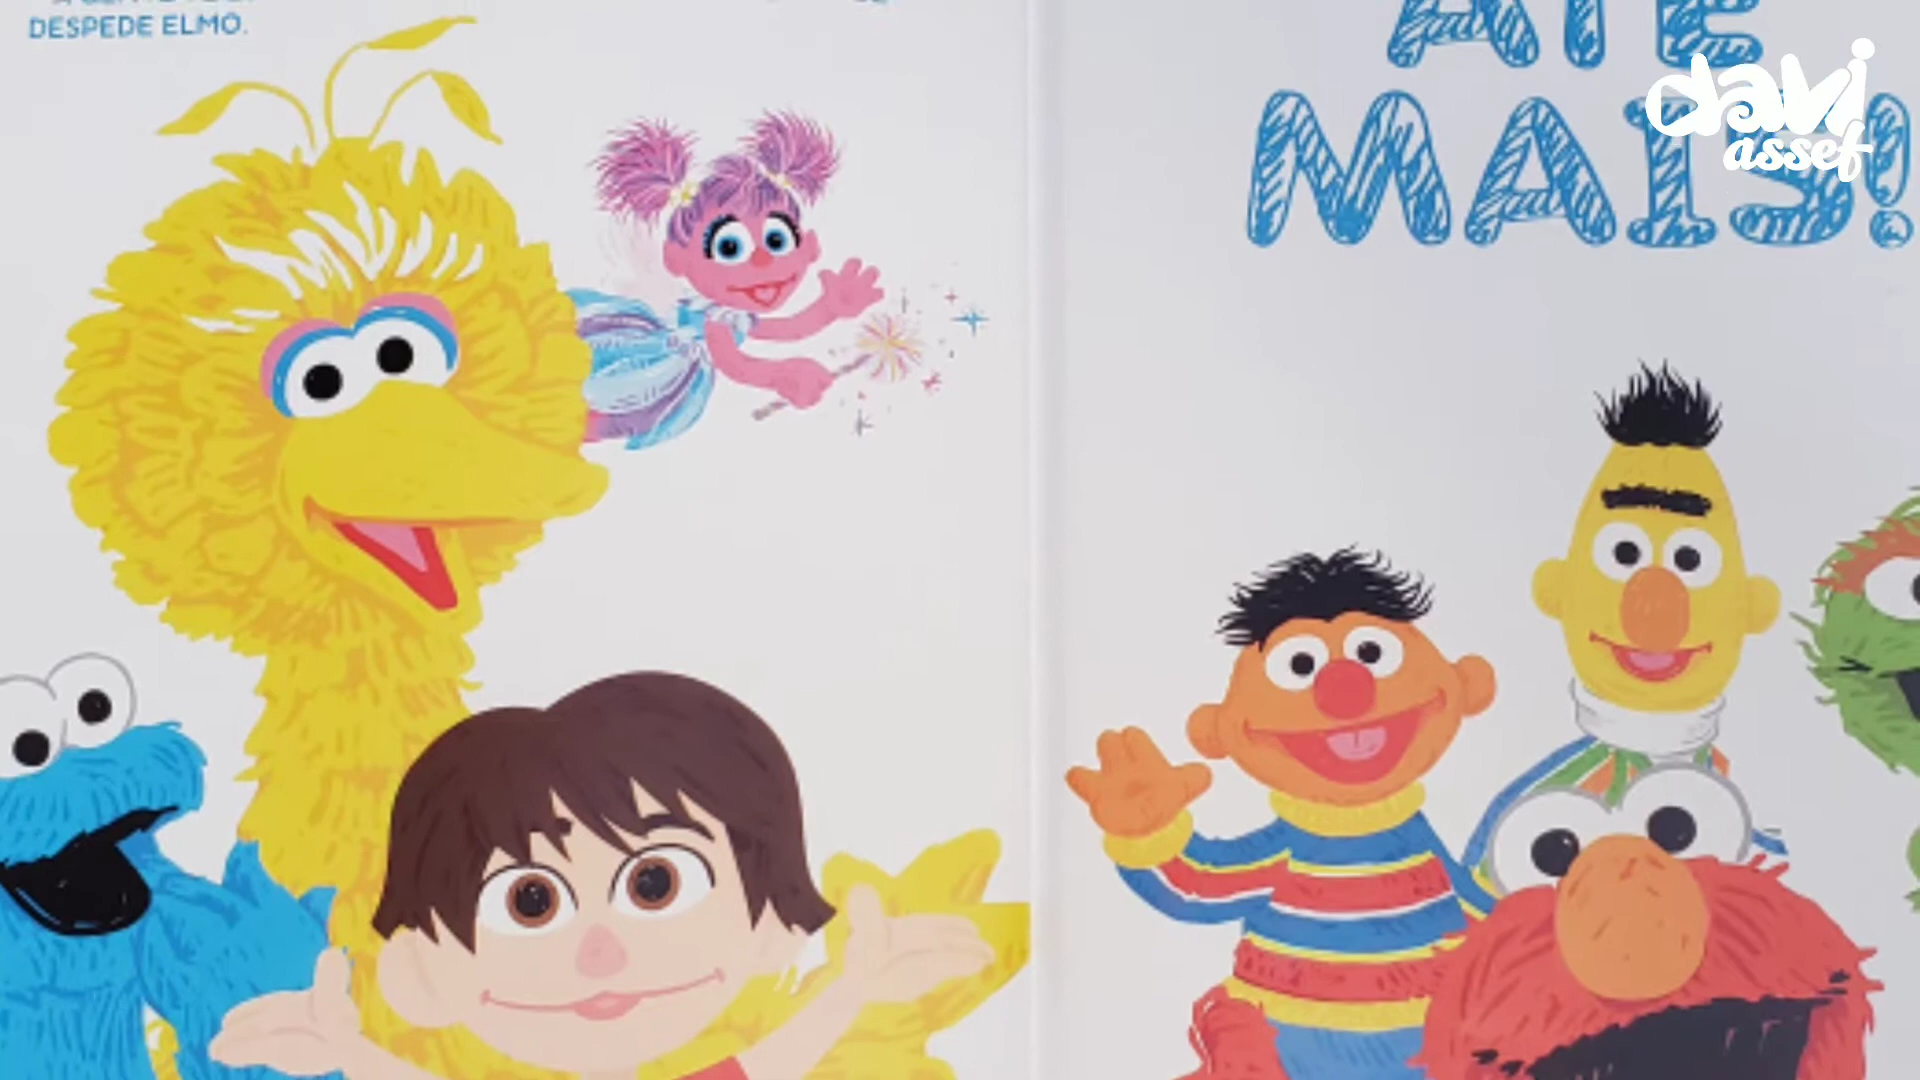 DESPEDE ELMO.
ATÉ
MAIS!
davi
assef